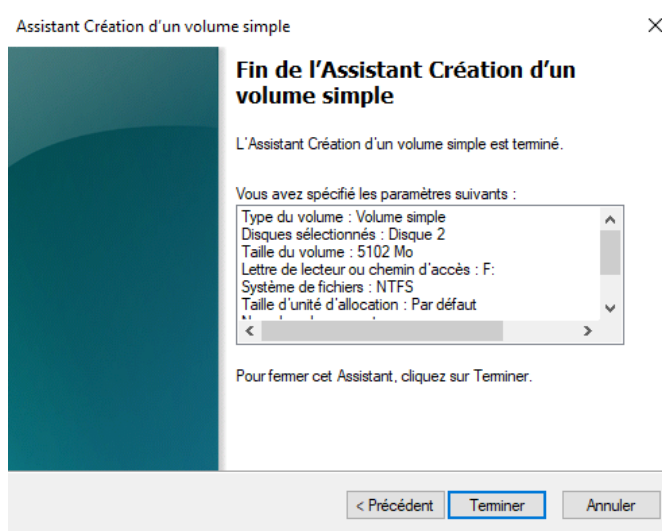 Assistant Création d'un volume simple
Fin de l'Assistant Création d'un
volume simple
L'Assistant Création d'un volume simple est terminé.
Vous avez spécifié les paramètres suivants :
Type du volume : Volume simple
Disques sélectionnés : Disque 2
Taille du volume : 5102 Mo
Lettre de lecteur ou chemin d'accès : F:
Système de fichiers : NTFS
Taille d'unité d'allocation : Par défaut
Pour fermer cet Assistant, cliquez sur Terminer.
< Précédent Terminer Annuler